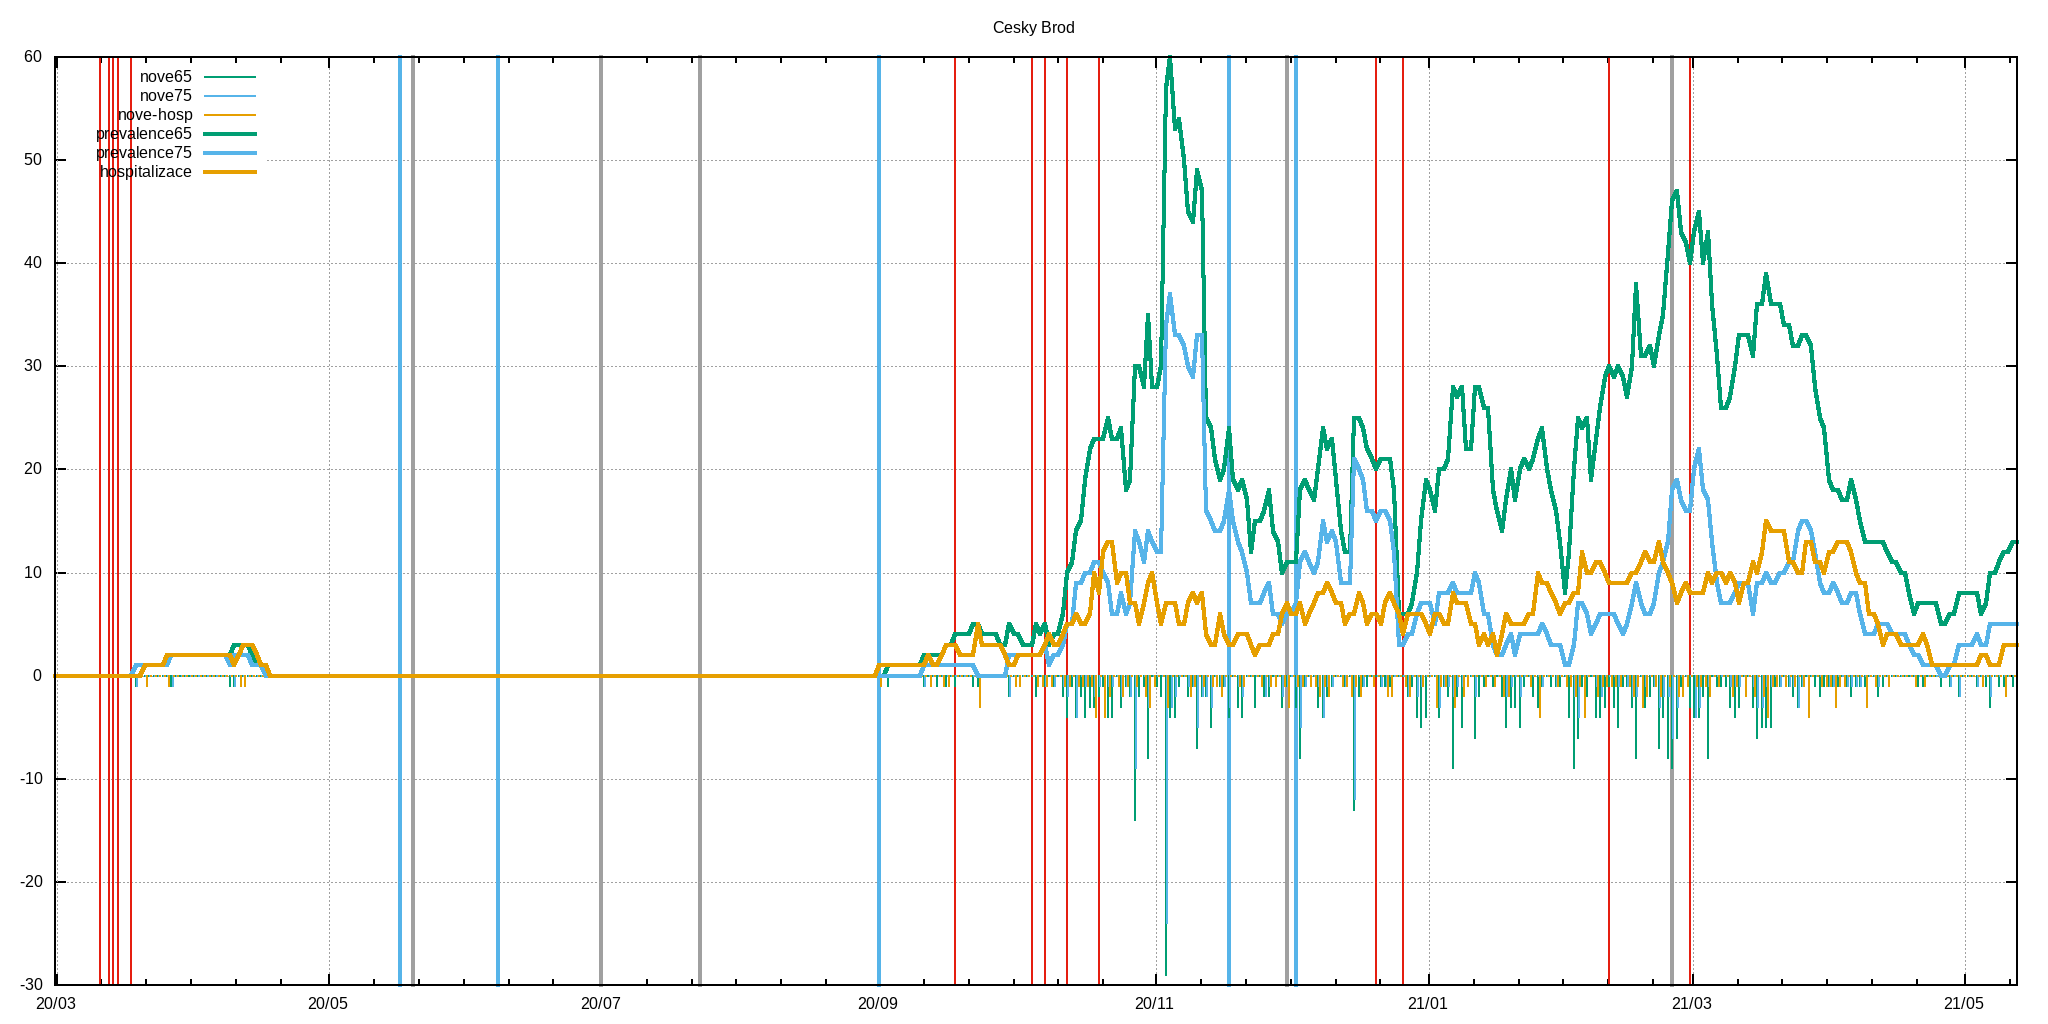 Cesky Brod
60
50
40
30
20
10
0
-10
-20
-30
nove65
nove75
nove-hosp
prevalence65
prevalence75
hospitalizace
20/03 20/05 20/07 20/09 20/11 21/01 21/03 21/05